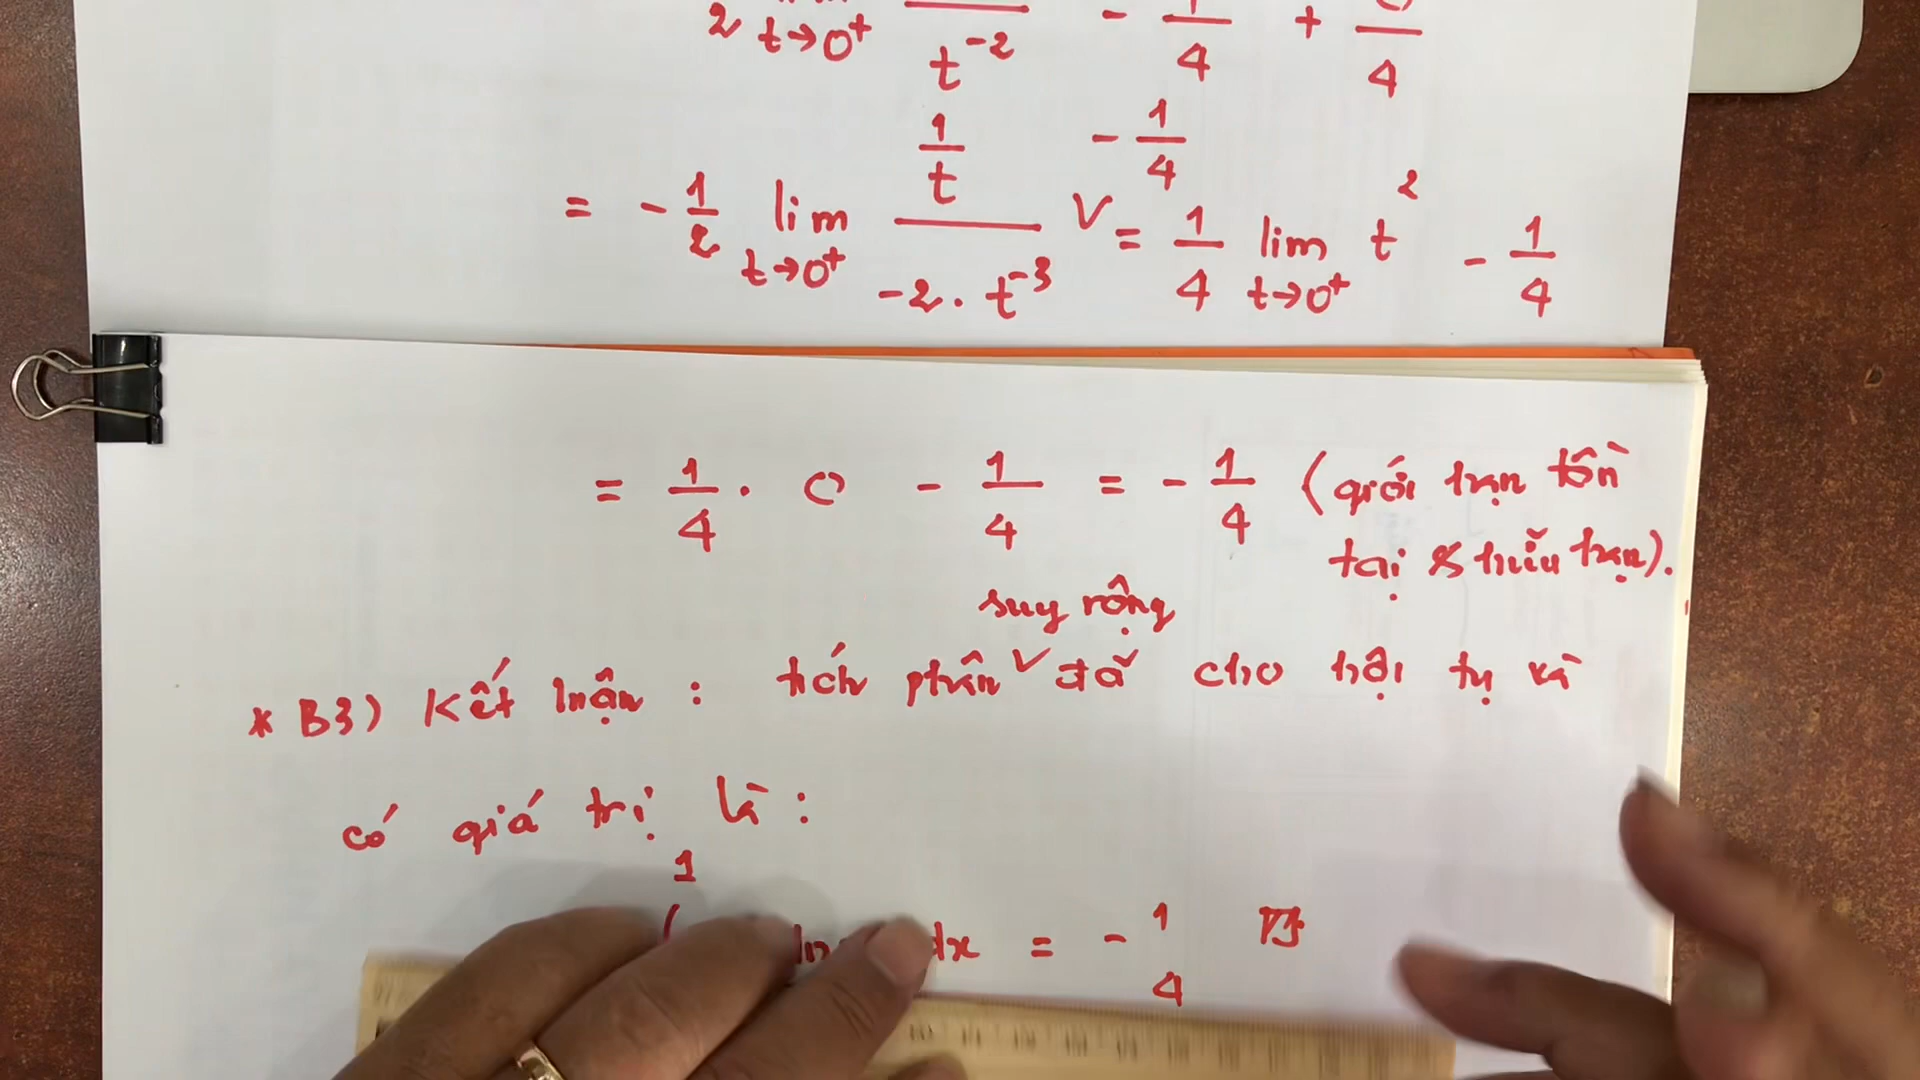 2 t→0⁺ t⁻² - 1/4 + 0/4
= - 1/2 lim t→0⁺ (1/t)/(-2 . t⁻³) - 1/4 = 1/4 lim t→0⁺ t² - 1/4
= 1/4 . 0 - 1/4 = - 1/4 (giới hạn tồn
tại & hữu hạn).
suy rộng
* B3) Kết luận : tích phân ∨ đã cho hội tụ và
có giá trị là :
1
dx = - 1/4